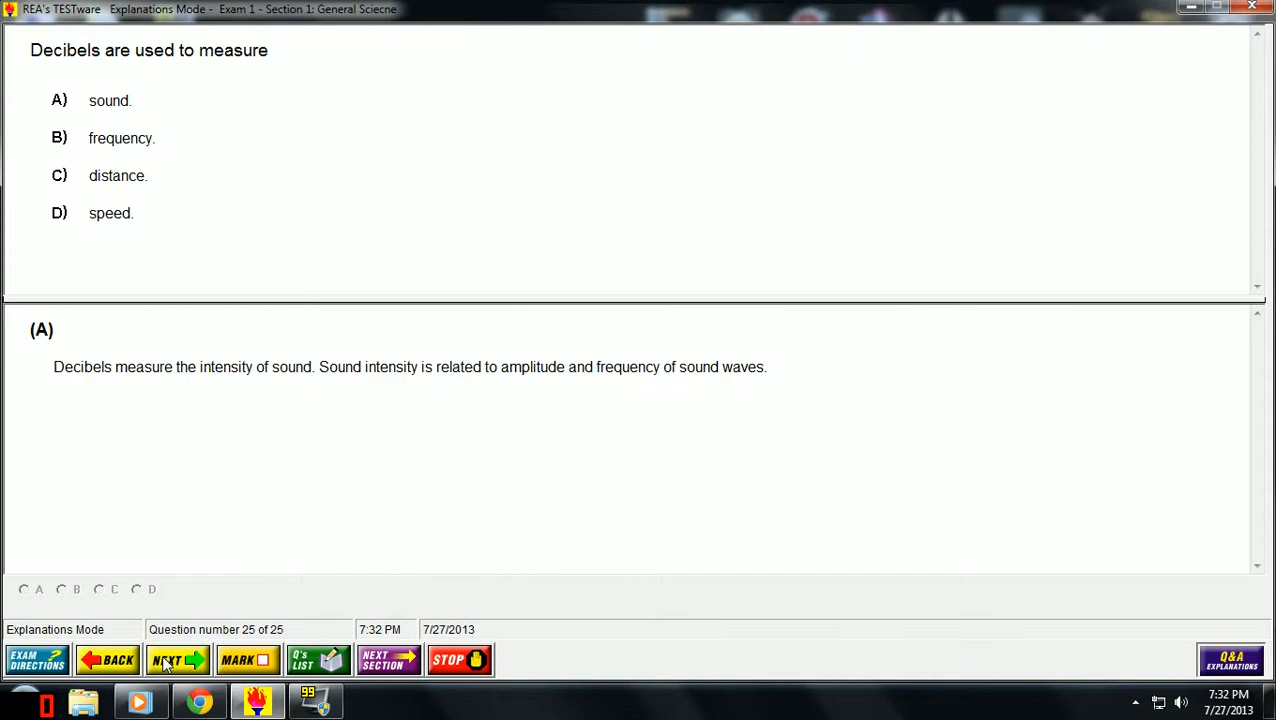 REA's TESTware Explanations Mode - Exam 1 - Section 1: General Sciecne
Decibels are used to measure
A) sound.
B) frequency.
C) distance.
D) speed.
(A)
Decibels measure the intensity of sound. Sound intensity is related to amplitude and frequency of sound waves.
A B C D
Explanations Mode Question number 25 of 25 7:32 PM 7/27/2013
EXAM DIRECTIONS ? BACK NEXT MARK Q's LIST NEXT SECTION STOP Q&A EXPLANATIONS
0 99 7:32 PM
7/27/2013